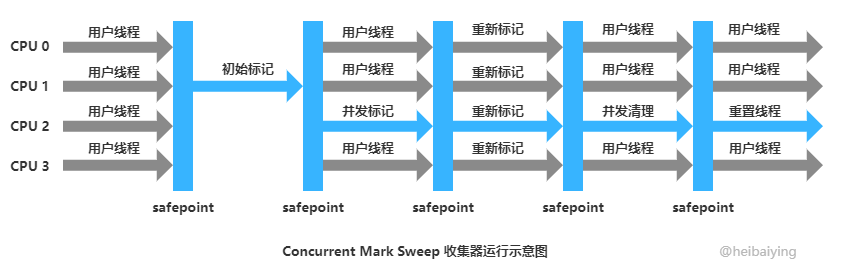 CPU 0 用户线程 用户线程 重新标记 用户线程 用户线程
CPU 1 用户线程 初始标记 用户线程 重新标记 用户线程 用户线程
CPU 2 用户线程 并发标记 重新标记 并发清理 重置线程
CPU 3 用户线程 用户线程 重新标记 用户线程 用户线程
safepoint safepoint safepoint safepoint safepoint
Concurrent Mark Sweep 收集器运行示意图
@heibaiying